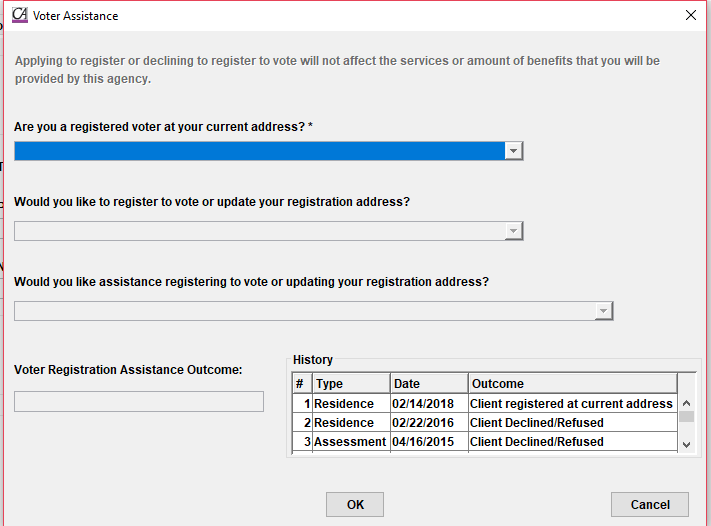 CA Voter Assistance
Applying to register or declining to register to vote will not affect the services or amount of benefits that you will be
provided by this agency.
Are you a registered voter at your current address? *
Would you like to register to vote or update your registration address?
Would you like assistance registering to vote or updating your registration address?
Voter Registration Assistance Outcome:
History
# Type Date Outcome
1 Residence 02/14/2018 Client registered at current address
2 Residence 02/22/2016 Client Declined/Refused
3 Assessment 04/16/2015 Client Declined/Refused
OK Cancel